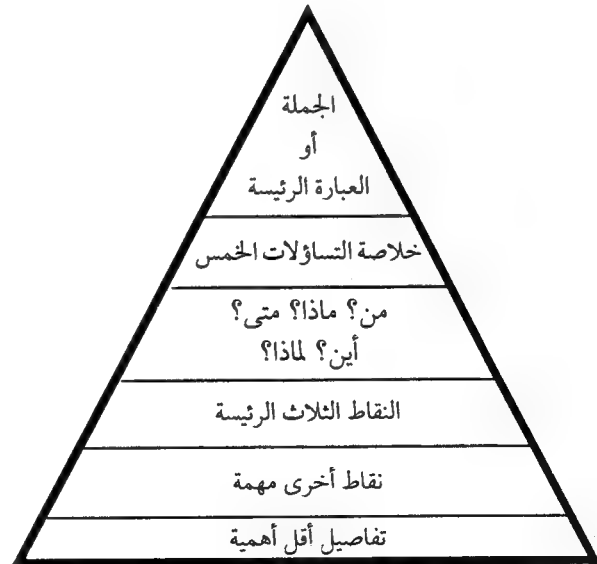 الجملة
أو
العبارة الرئيسة
خلاصة التساؤلات الخمس
من؟ ماذا؟ متى؟
أين؟ لماذا؟
النقاط الثلاث الرئيسة
نقاط أخرى مهمة
تفاصيل أقل أهمية